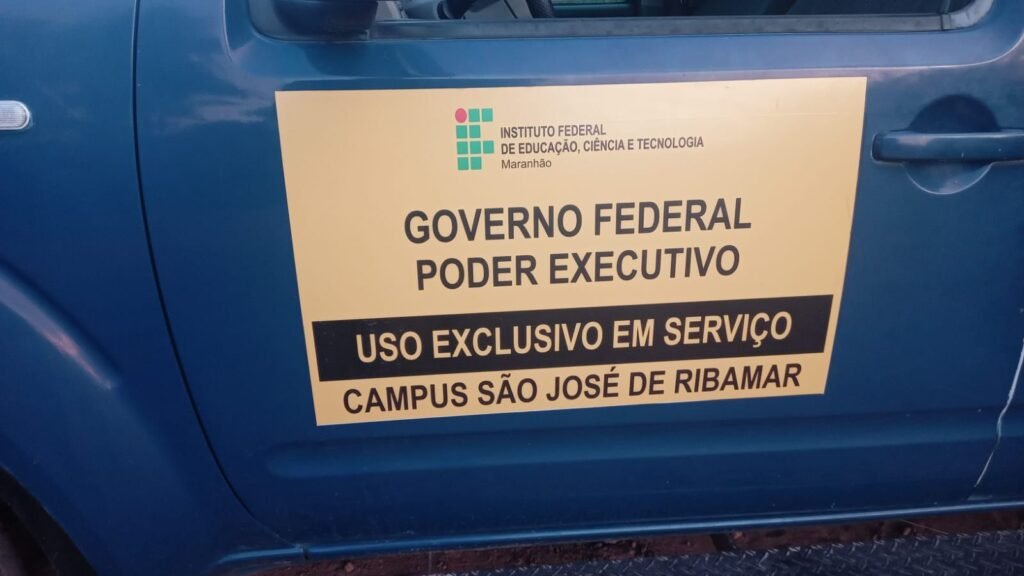 INSTITUTO FEDERAL
DE EDUCAÇÃO, CIÊNCIA E TECNOLOGIA
Maranhão
GOVERNO FEDERAL
PODER EXECUTIVO
USO EXCLUSIVO EM SERVIÇO
CAMPUS SÃO JOSÉ DE RIBAMAR